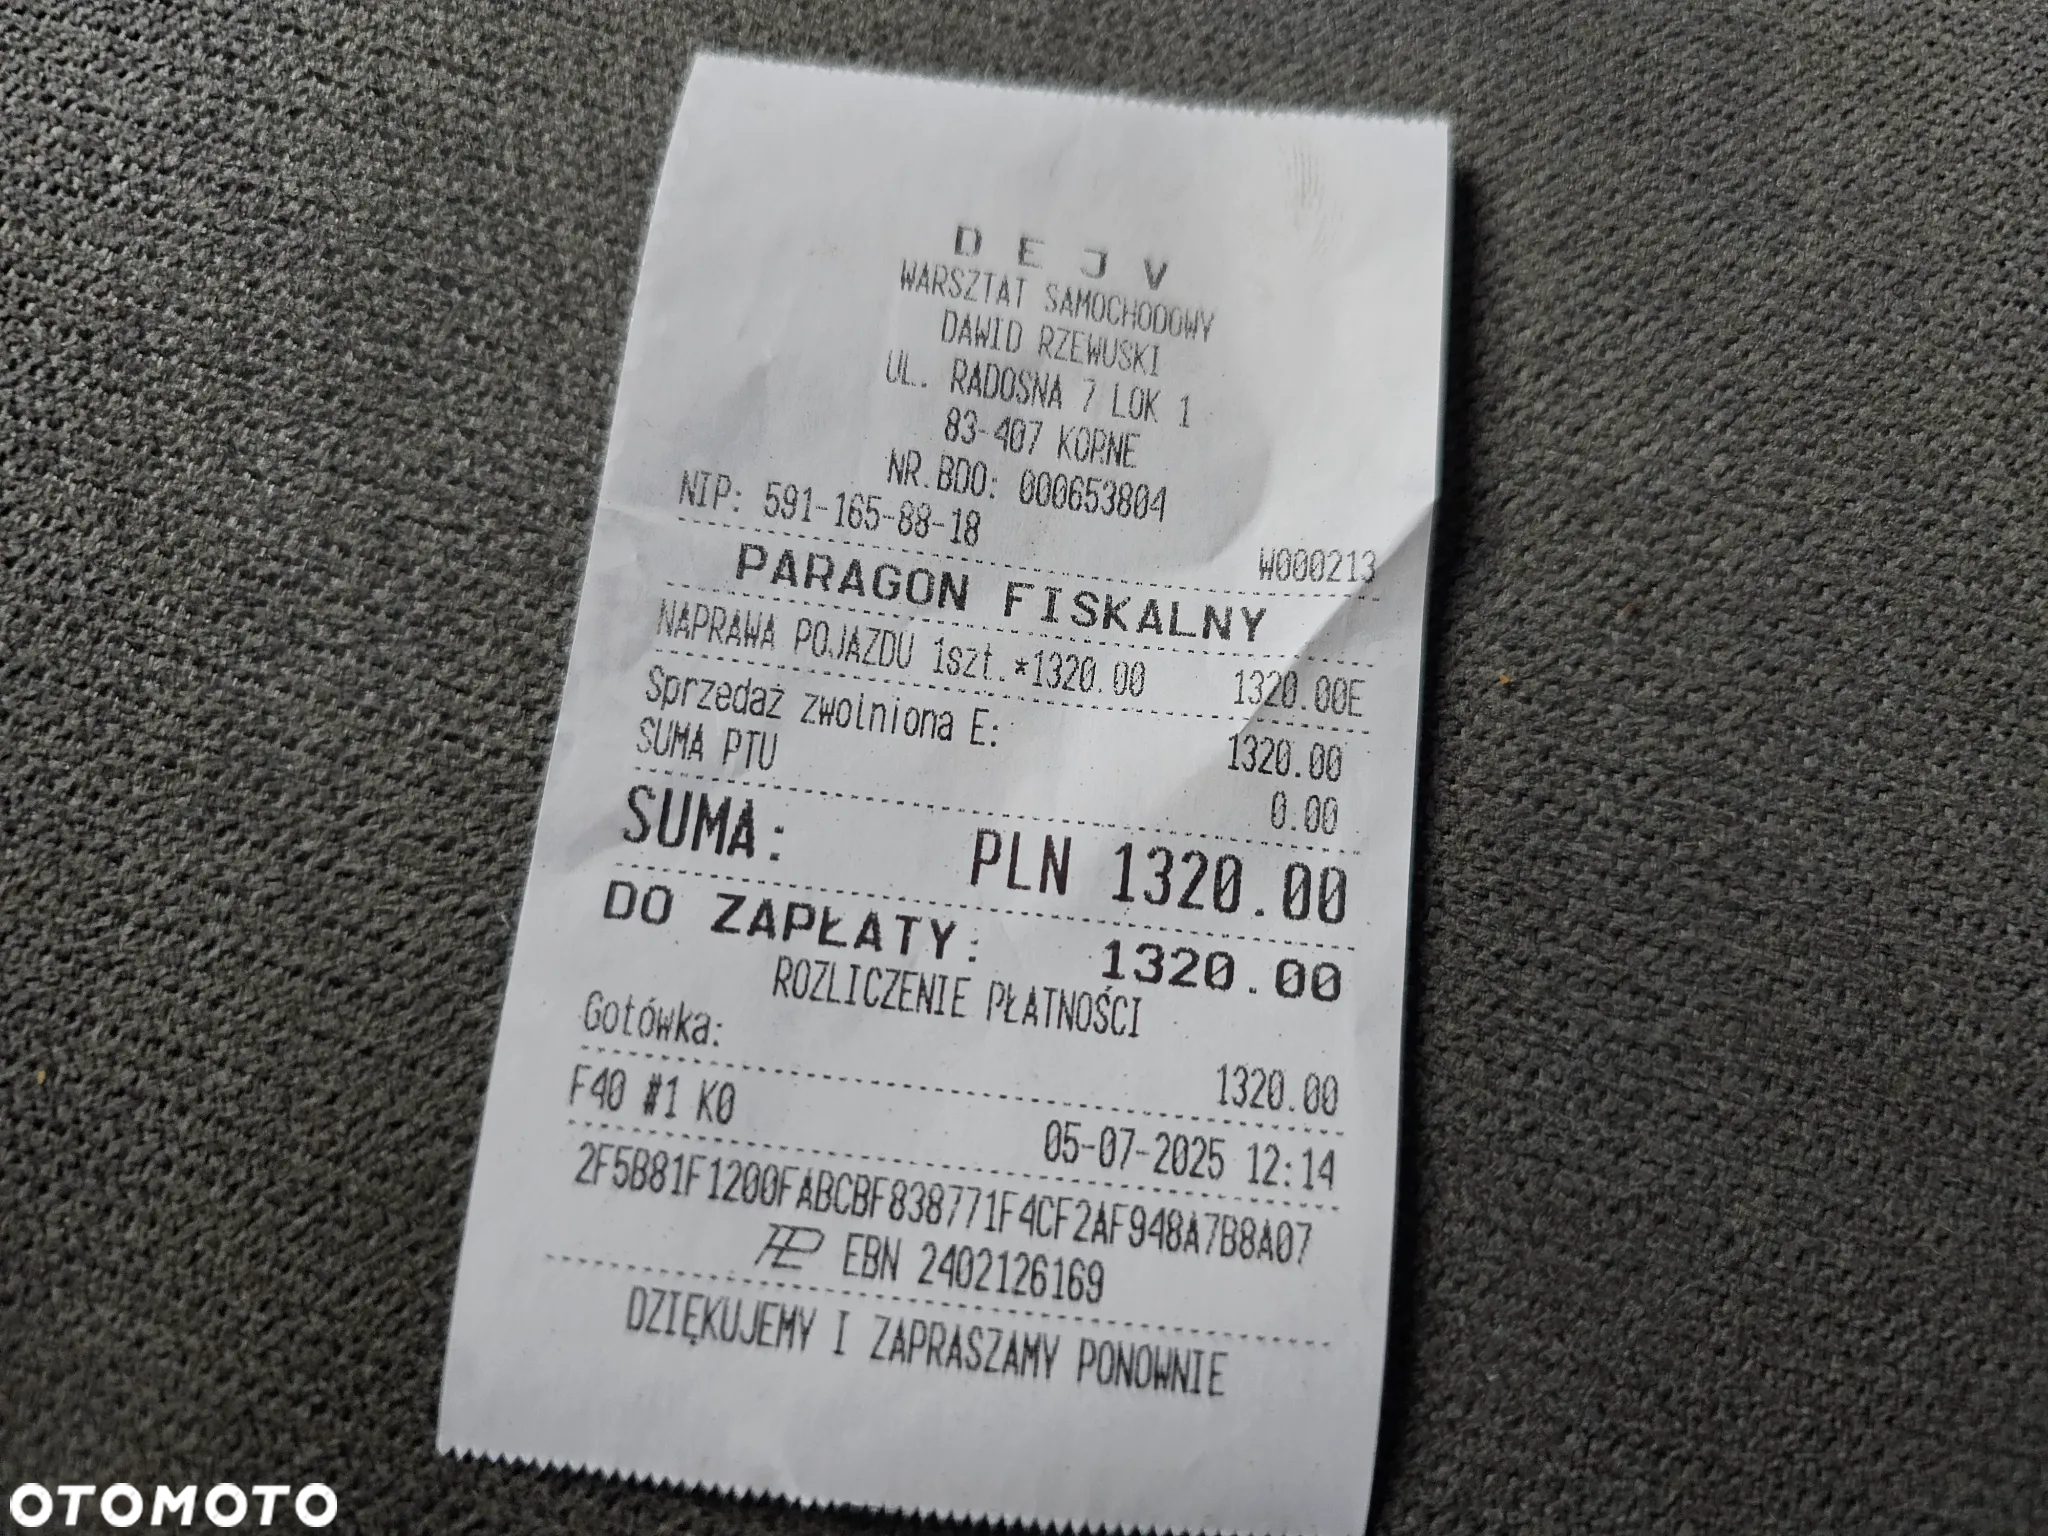 D E J V
WARSZTAT SAMOCHODOWY
DAWID RZEWUSKI
UL. RADOSNA 7 LOK 1
83-407 KORNE
NR.BDO: 000653804
NIP: 591-165-88-18
W000213
PARAGON FISKALNY
NAPRAWA POJAZDU 1szt.*1320.00 1320.00E
Sprzedaż zwolniona E: 1320.00
SUMA PTU 0.00
SUMA: PLN 1320.00
DO ZAPŁATY: 1320.00
ROZLICZENIE PŁATNOŚCI
Gotówka: 1320.00
F40 #1 K0 05-07-2025 12:14
2F5B81F1200FABCBF838771F4CF2AF948A7B8A07
EBN 2402126169
DZIĘKUJEMY I ZAPRASZAMY PONOWNIE
OTOMOTO